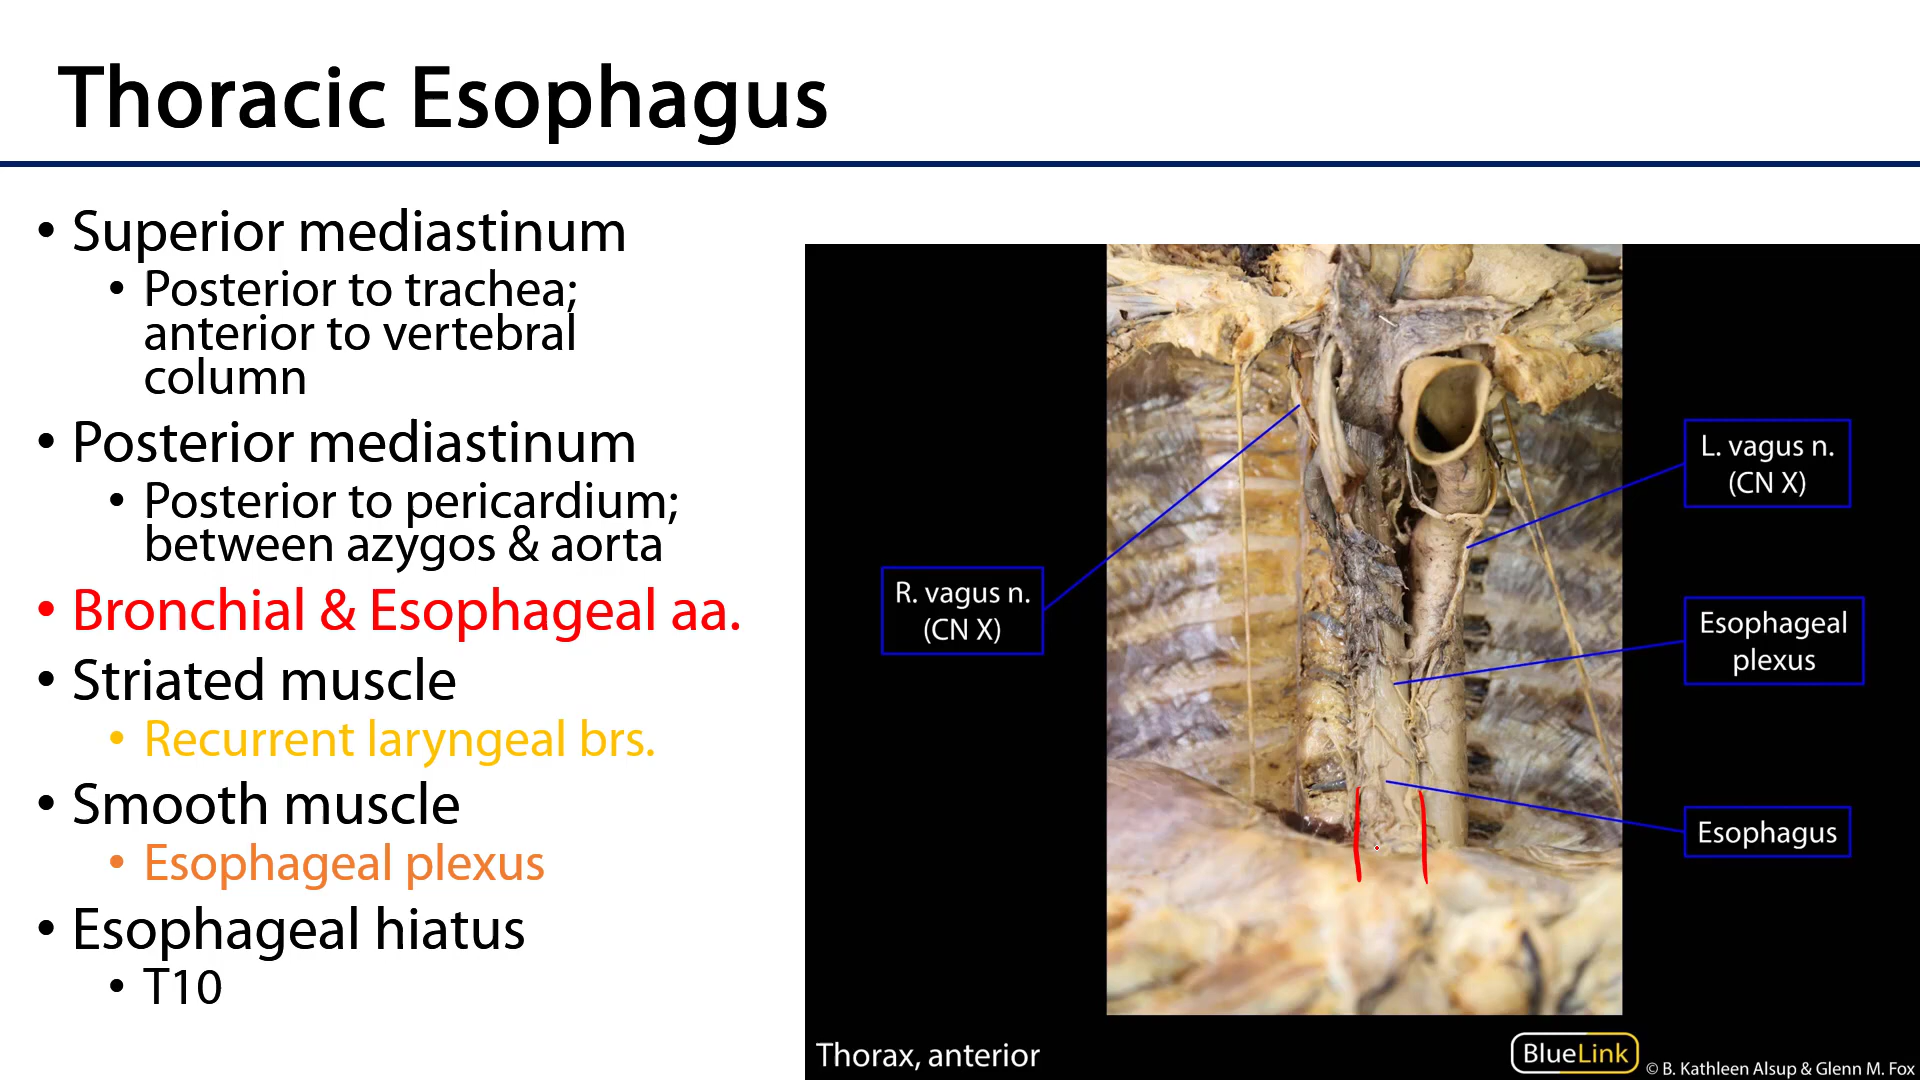 Thoracic Esophagus
• Superior mediastinum
• Posterior to trachea;
anterior to vertebral
column
• Posterior mediastinum
• Posterior to pericardium;
between azygos & aorta
• Bronchial & Esophageal aa.
• Striated muscle
• Recurrent laryngeal brs.
• Smooth muscle
• Esophageal plexus
• Esophageal hiatus
• T10
R. vagus n.
(CN X)
L. vagus n.
(CN X)
Esophageal
plexus
Esophagus
Thorax, anterior
BlueLink
© B. Kathleen Alsup & Glenn M. Fox